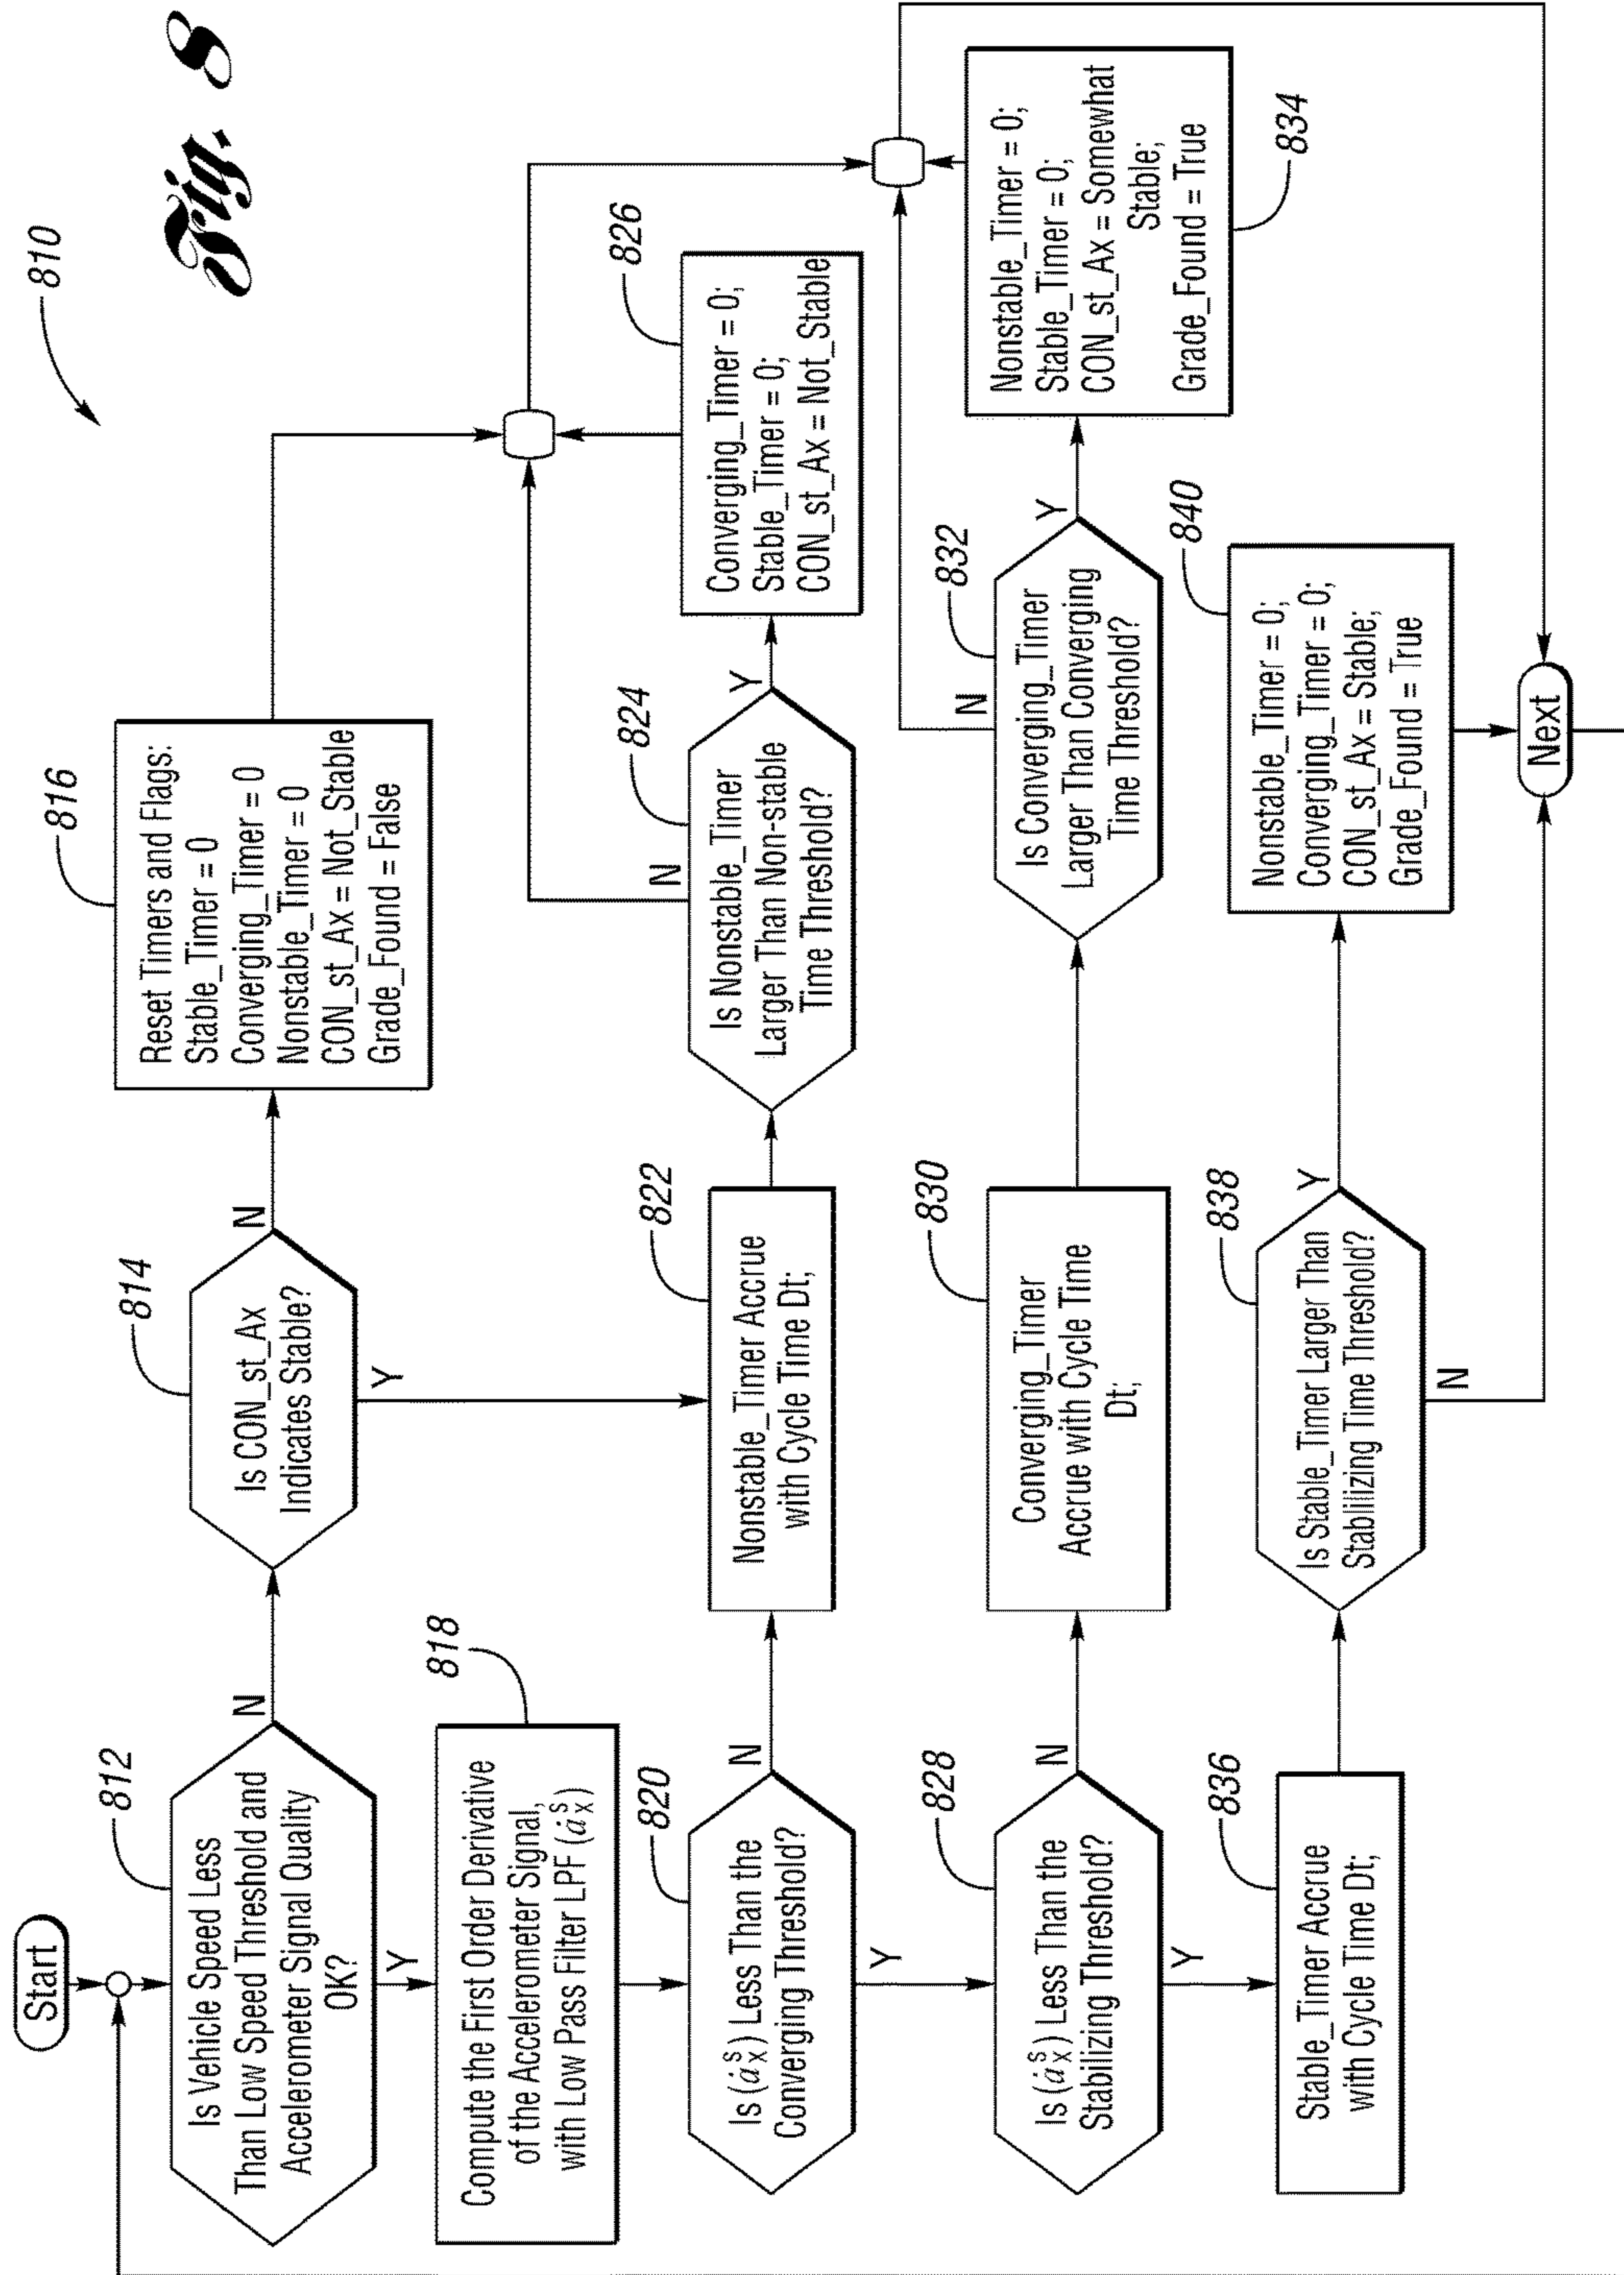 Fig. 8
810
Start
812
Is Vehicle Speed Less
Than Low Speed Threshold and
Accelerometer Signal Quality
OK?
N
Y
814
Is CON_st_Ax
Indicates Stable?
N
Y
816
Reset Timers and Flags:
Stable_Timer = 0
Converging_Timer = 0
Nonstable_Timer = 0
CON_st_Ax = Not_Stable
Grade_Found = False
818
Compute the First Order Derivative
of the Accelerometer Signal,
with Low Pass Filter LPF (ȧₓˢ)
820
Is (ȧₓˢ) Less Than the
Converging Threshold?
N
Y
822
Nonstable_Timer Accrue
with Cycle Time Dt;
824
Is Nonstable_Timer
Larger Than Non-stable
Time Threshold?
N
Y
826
Converging_Timer = 0;
Stable_Timer = 0;
CON_st_Ax = Not_Stable
828
Is (ȧₓˢ) Less Than the
Stabilizing Threshold?
N
Y
830
Converging_Timer
Accrue with Cycle Time
Dt;
832
Is Converging_Timer
Larger Than Converging
Time Threshold?
N
Y
834
Nonstable_Timer = 0;
Stable_Timer = 0;
CON_st_Ax = Somewhat
Stable;
Grade_Found = True
836
Stable_Timer Accrue
with Cycle Time Dt;
838
Is Stable_Timer Larger Than
Stabilizing Time Threshold?
Y
N
840
Nonstable_Timer = 0;
Converging_Timer = 0;
CON_st_Ax = Stable;
Grade_Found = True
Next